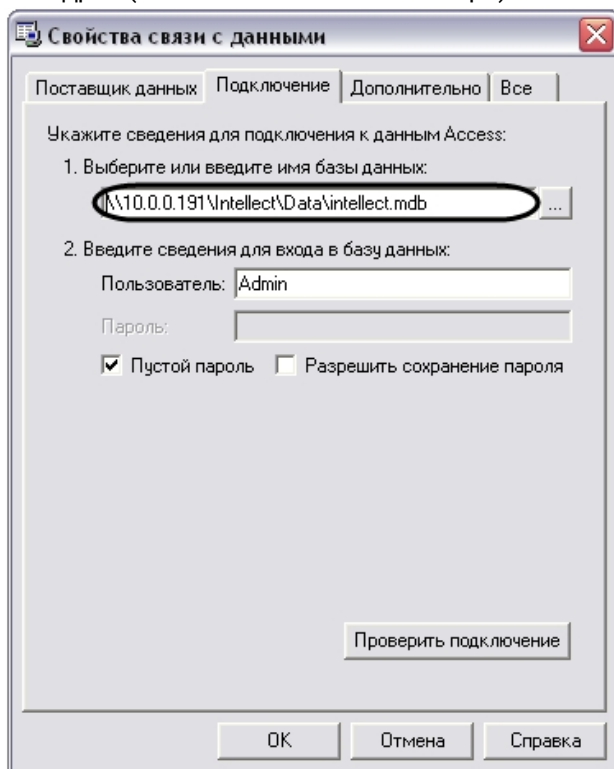 Свойства связи с данными
Поставщик данных Подключение Дополнительно Все
Укажите сведения для подключения к данным Access:
1. Выберите или введите имя базы данных:
\\10.0.0.191\Intellect\Data\intellect.mdb ...
2. Введите сведения для входа в базу данных:
Пользователь: Admin
Пароль:
Пустой пароль Разрешить сохранение пароля
Проверить подключение
OK Отмена Справка